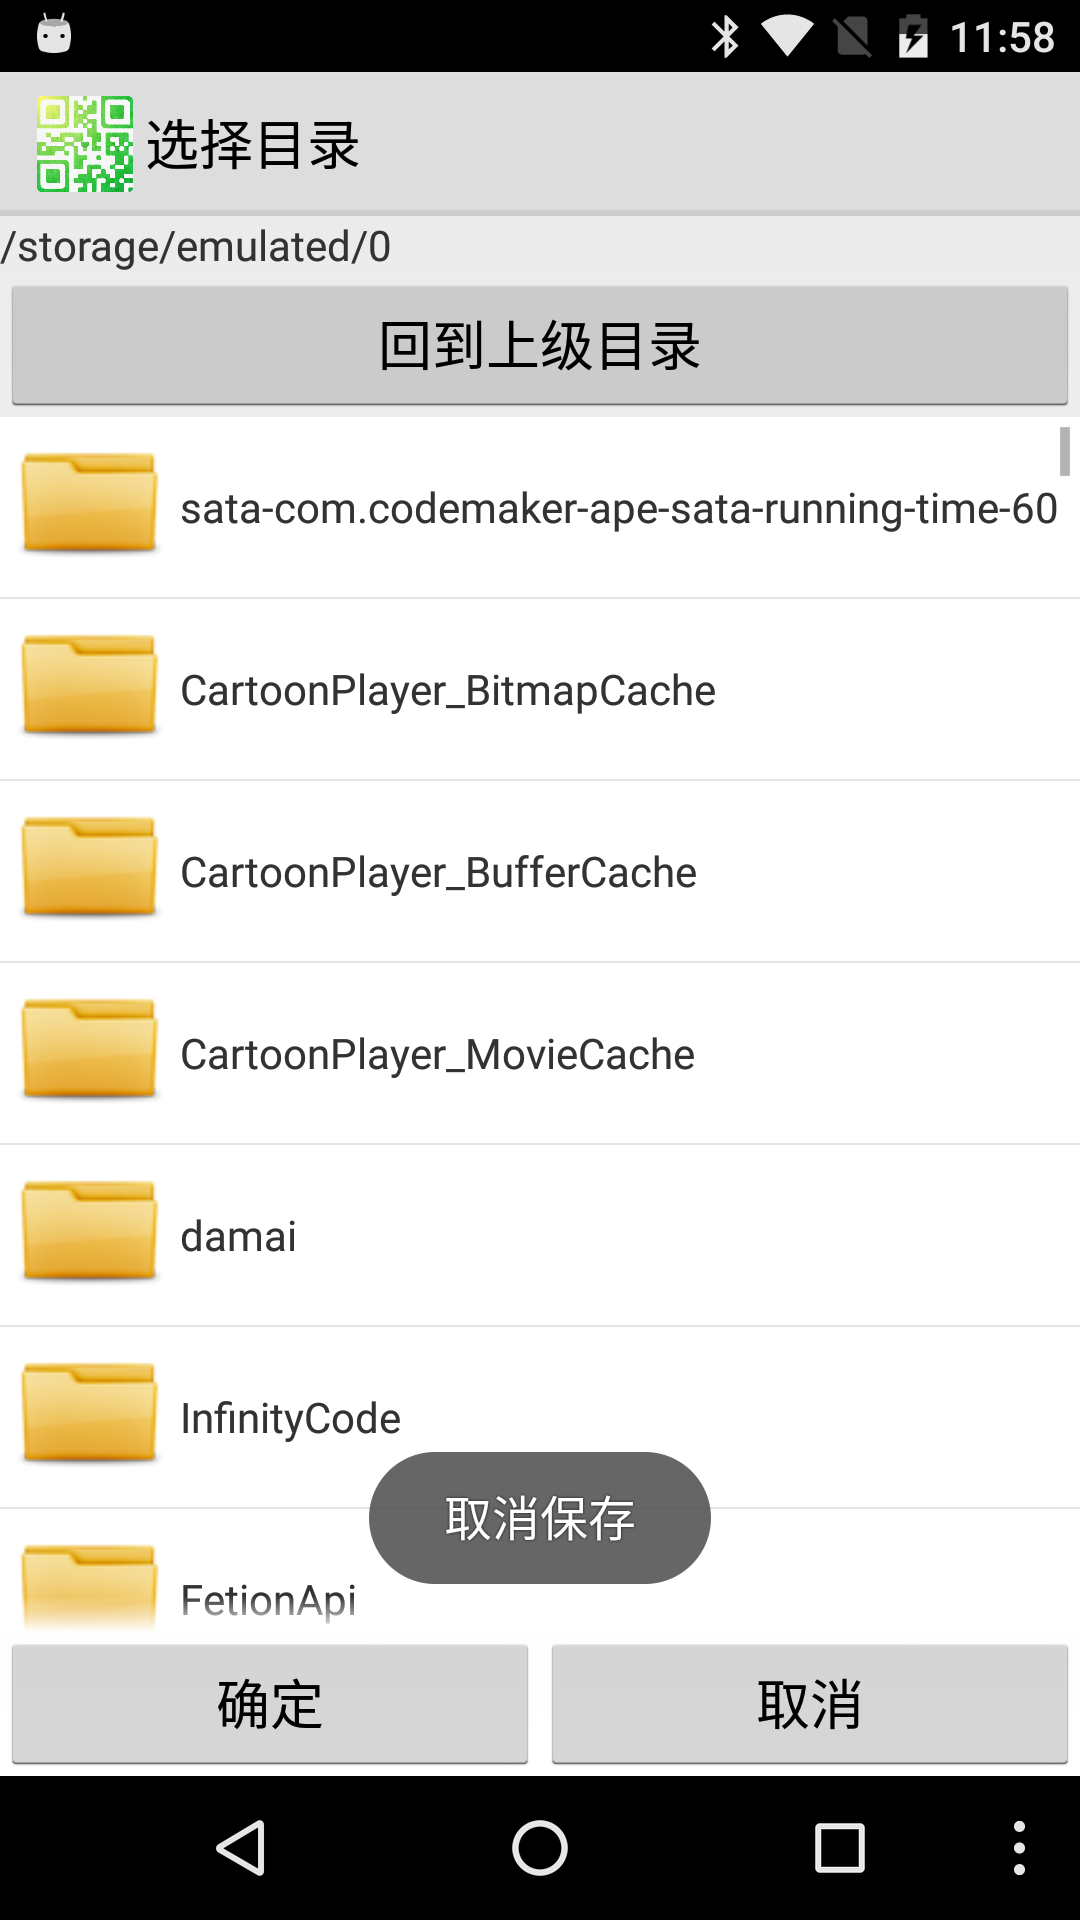 11:58
选择目录
/storage/emulated/0
回到上级目录
sata-com.codemaker-ape-sata-running-time-60
CartoonPlayer_BitmapCache
CartoonPlayer_BufferCache
CartoonPlayer_MovieCache
damai
InfinityCode
取消保存
FetionApi
确定
取消